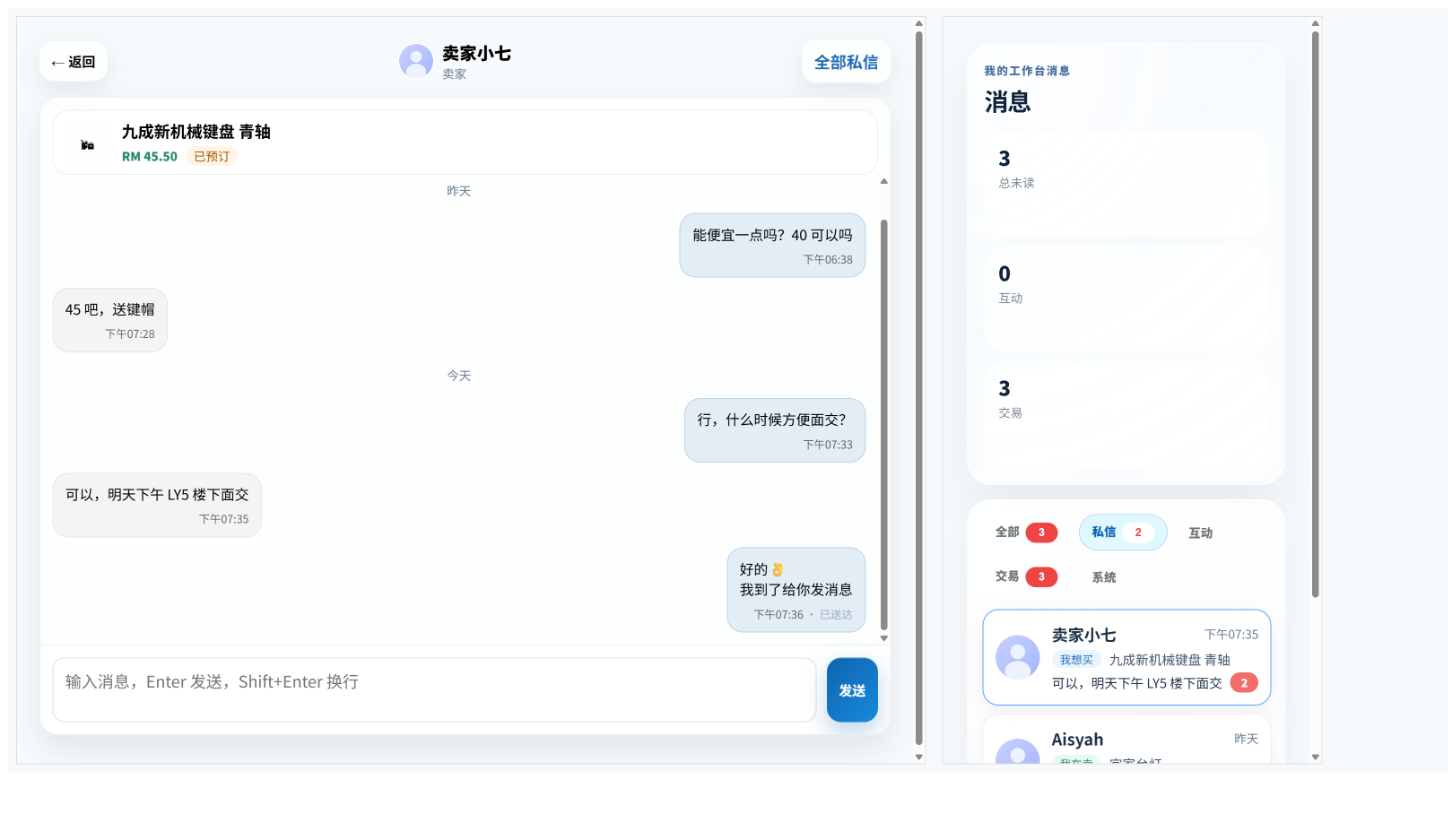 ← 返回
卖家小七
卖家
全部私信
九成新机械键盘 青轴
RM 45.50 已预订
昨天
能便宜一点吗？40 可以吗
下午06:38
45 吧，送键帽
下午07:28
今天
行，什么时候方便面交？
下午07:33
可以，明天下午 LY5 楼下面交
下午07:35
好的👌
我到了给你发消息
下午07:36 · 已送达
输入消息，Enter 发送，Shift+Enter 换行
发送
我的工作台消息
消息
3
总未读
0
互动
3
交易
全部 3 私信 2 互动
交易 3 系统
卖家小七 下午07:35
我想买 九成新机械键盘 青轴
可以，明天下午 LY5 楼下面交 2
Aisyah 昨天